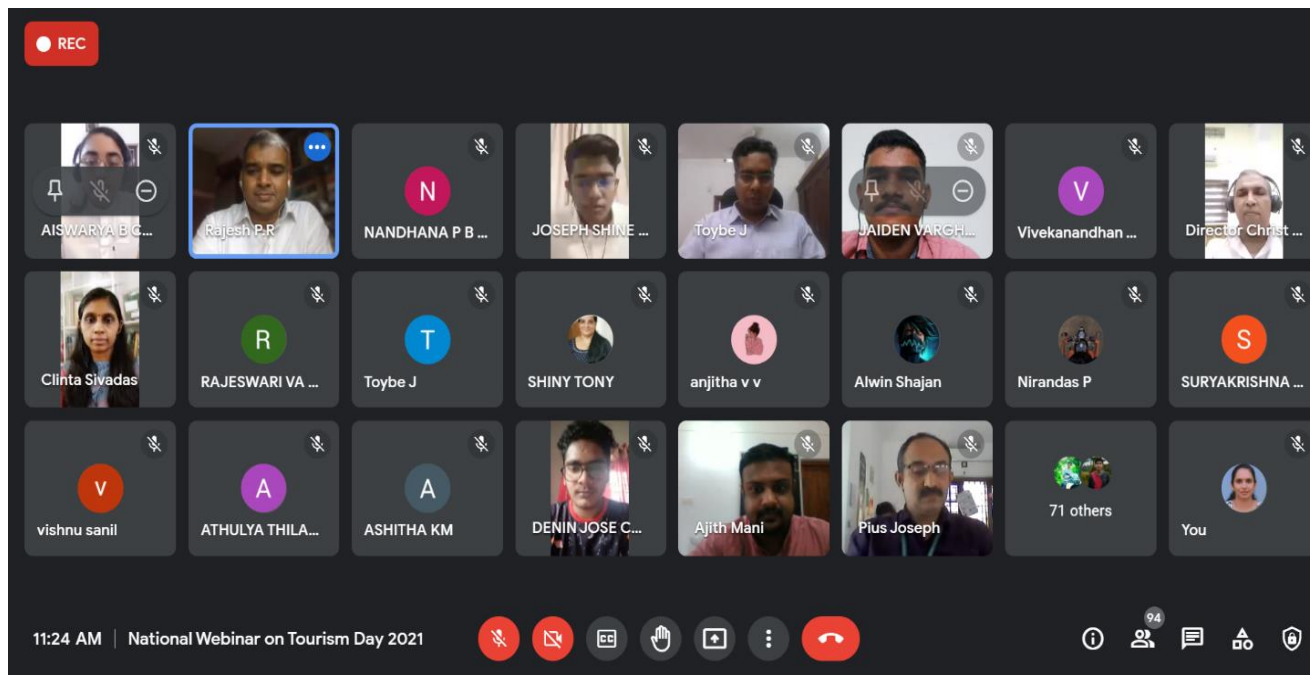 REC
AISWARYA B C...
Rajesh P.R
N
NANDHANA P B ...
JOSEPH SHINE ...
Toybe J
JAIDEN VARGH...
V
Vivekanandhan ...
Director Christ ...
Clinta Sivadas
R
RAJESWARI VA ...
T
Toybe J
SHINY TONY
anjitha v v
Alwin Shajan
Nirandas P
S
SURYAKRISHNA ...
v
vishnu sanil
A
ATHULYA THILA...
A
ASHITHA KM
DENIN JOSE C...
Ajith Mani
Pius Joseph
71 others
You
94
11:24 AM | National Webinar on Tourism Day 2021
CC